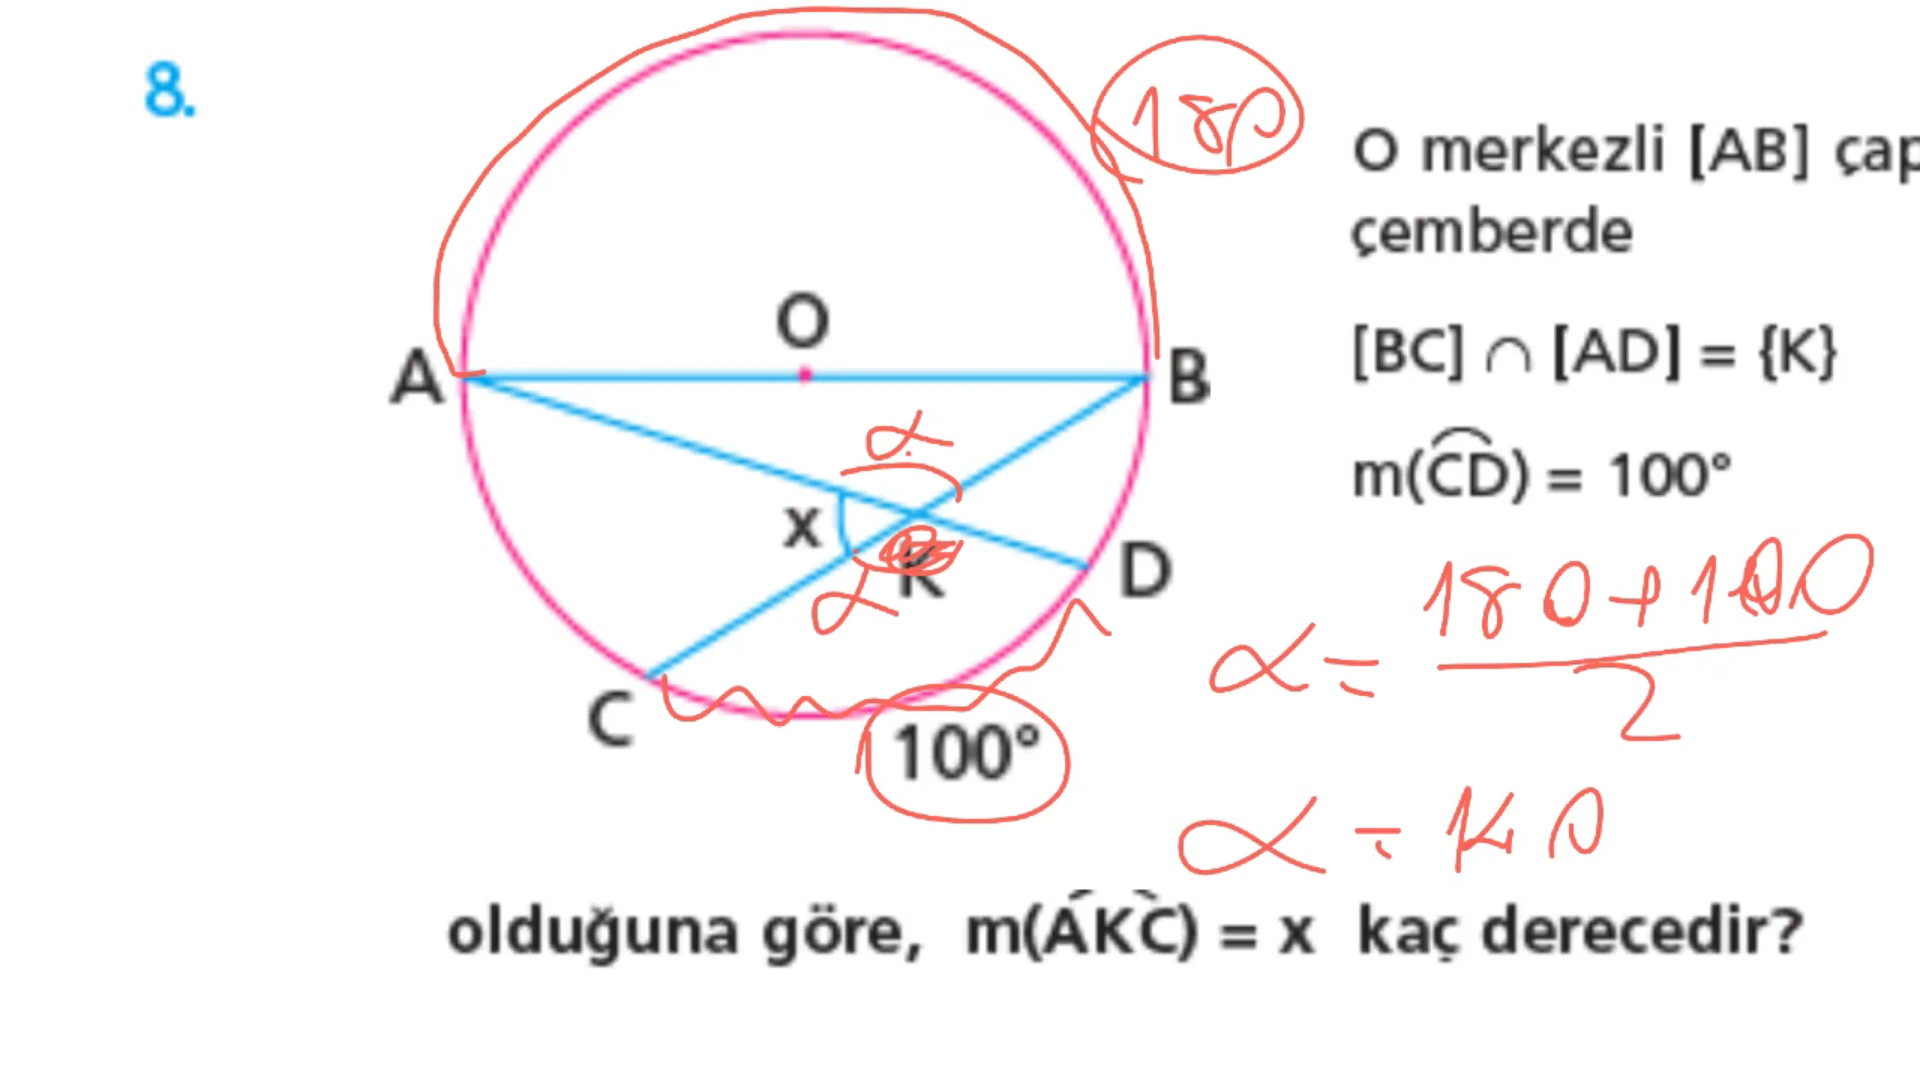 8.
180
O merkezli [AB] çap
çemberde
O
A
B
[BC] ∩ [AD] = {K}
α
m(CD) = 100°
x
K
D
α
α = 180 + 100
2
C
100°
α = 140
olduğuna göre, m(AKC) = x kaç derecedir?